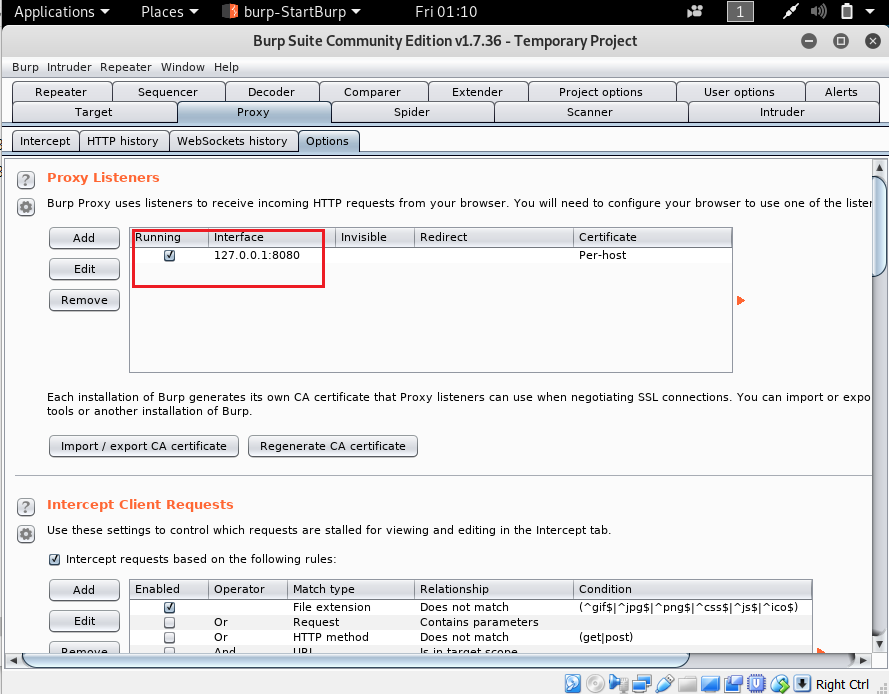 Applications Places burp-StartBurp Fri 01:10 1
Burp Suite Community Edition v1.7.36 - Temporary Project
Burp Intruder Repeater Window Help
Repeater Sequencer Decoder Comparer Extender Project options User options Alerts
Target Proxy Spider Scanner Intruder
Intercept HTTP history WebSockets history Options
? Proxy Listeners
Burp Proxy uses listeners to receive incoming HTTP requests from your browser. You will need to configure your browser to use one of the listen
Add Running Interface Invisible Redirect Certificate
127.0.0.1:8080 Per-host
Edit
Remove
Each installation of Burp generates its own CA certificate that Proxy listeners can use when negotiating SSL connections. You can import or expo
tools or another installation of Burp.
Import / export CA certificate Regenerate CA certificate
? Intercept Client Requests
Use these settings to control which requests are stalled for viewing and editing in the Intercept tab.
Intercept requests based on the following rules:
Add Enabled Operator Match type Relationship Condition
File extension Does not match (^gif$|^jpg$|^png$|^css$|^js$|^ico$)
Edit Or Request Contains parameters
Or HTTP method Does not match (get|post)
Remove And URL Is in target scope
Right Ctrl